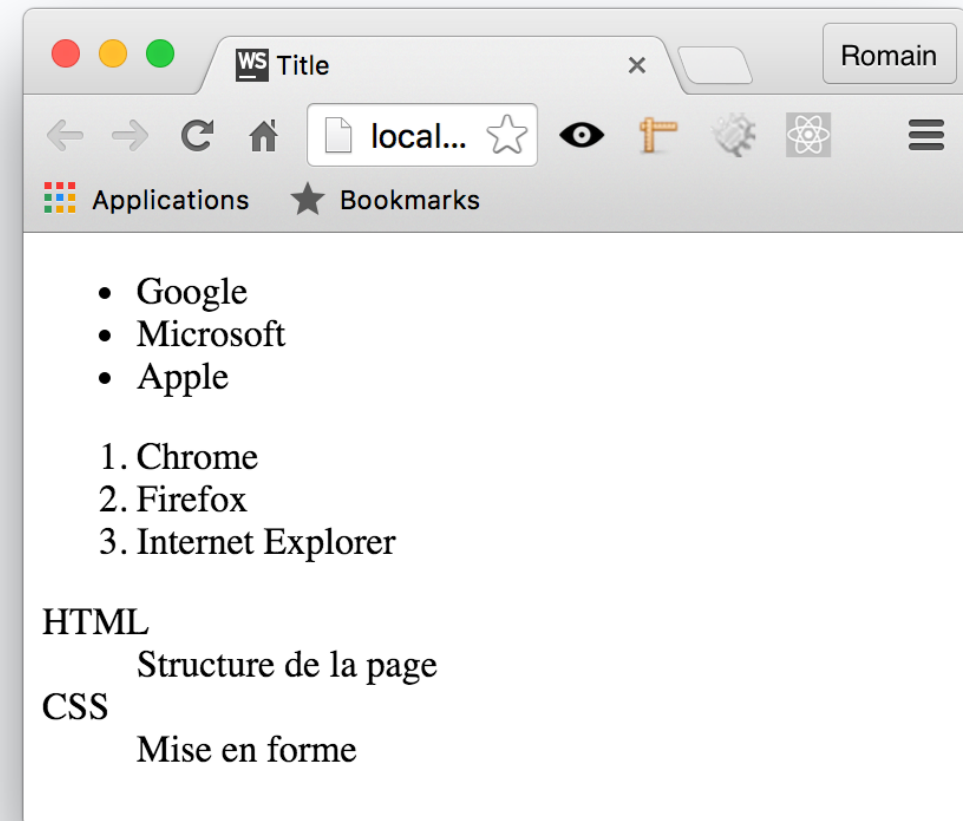 WS Title
Romain
local...
Applications
Bookmarks
• Google
• Microsoft
• Apple
1. Chrome
2. Firefox
3. Internet Explorer
HTML
Structure de la page
CSS
Mise en forme